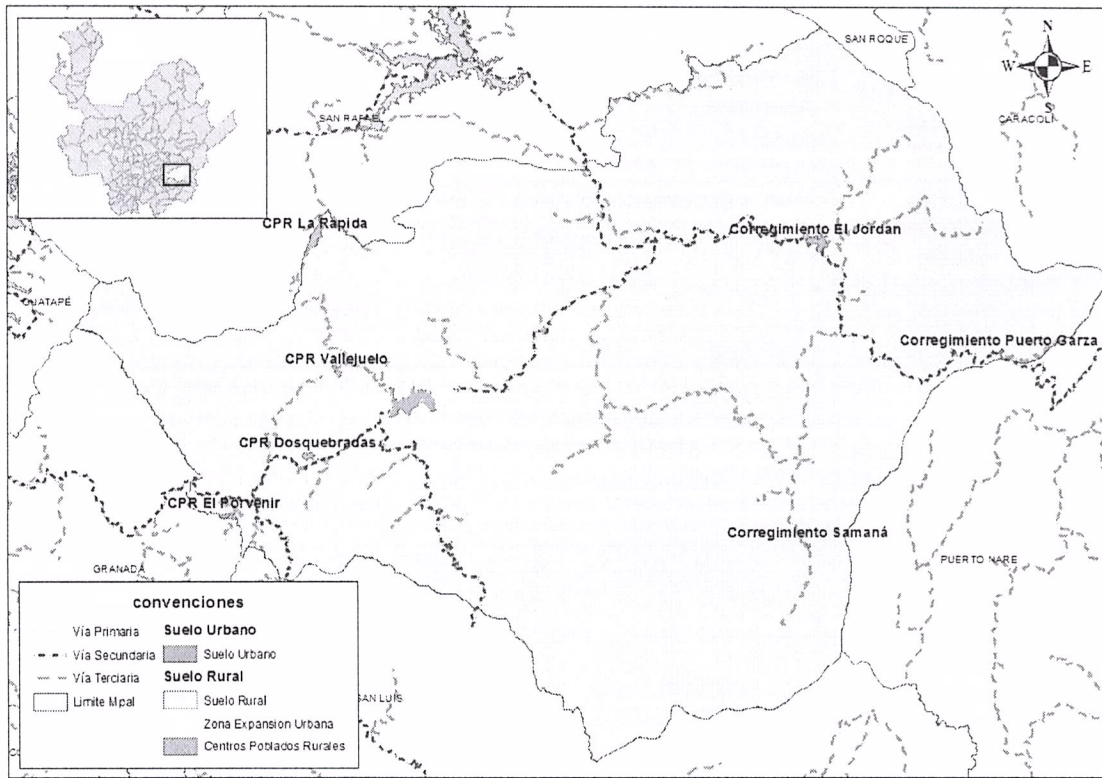 SAN ROQUE
N
W E
S
CARACOLI
SAN RAFAEL
CPR La Rapida
Corregimiento El Jordan
GUATAPÉ
Corregimiento Puerto Garza
CPR Vallejuelo
CPR Dosquebradas
CPR El Porvenir
Corregimiento Samaná
GRANADA
PUERTO NARE
convenciones
Vía Primaria Suelo Urbano
Vía Secundaria Suelo Urbano
Vía Terciaria Suelo Rural
Limite Mpal Suelo Rural
Zona Expansion Urbana
Centros Poblados Rurales
SAN LUIS